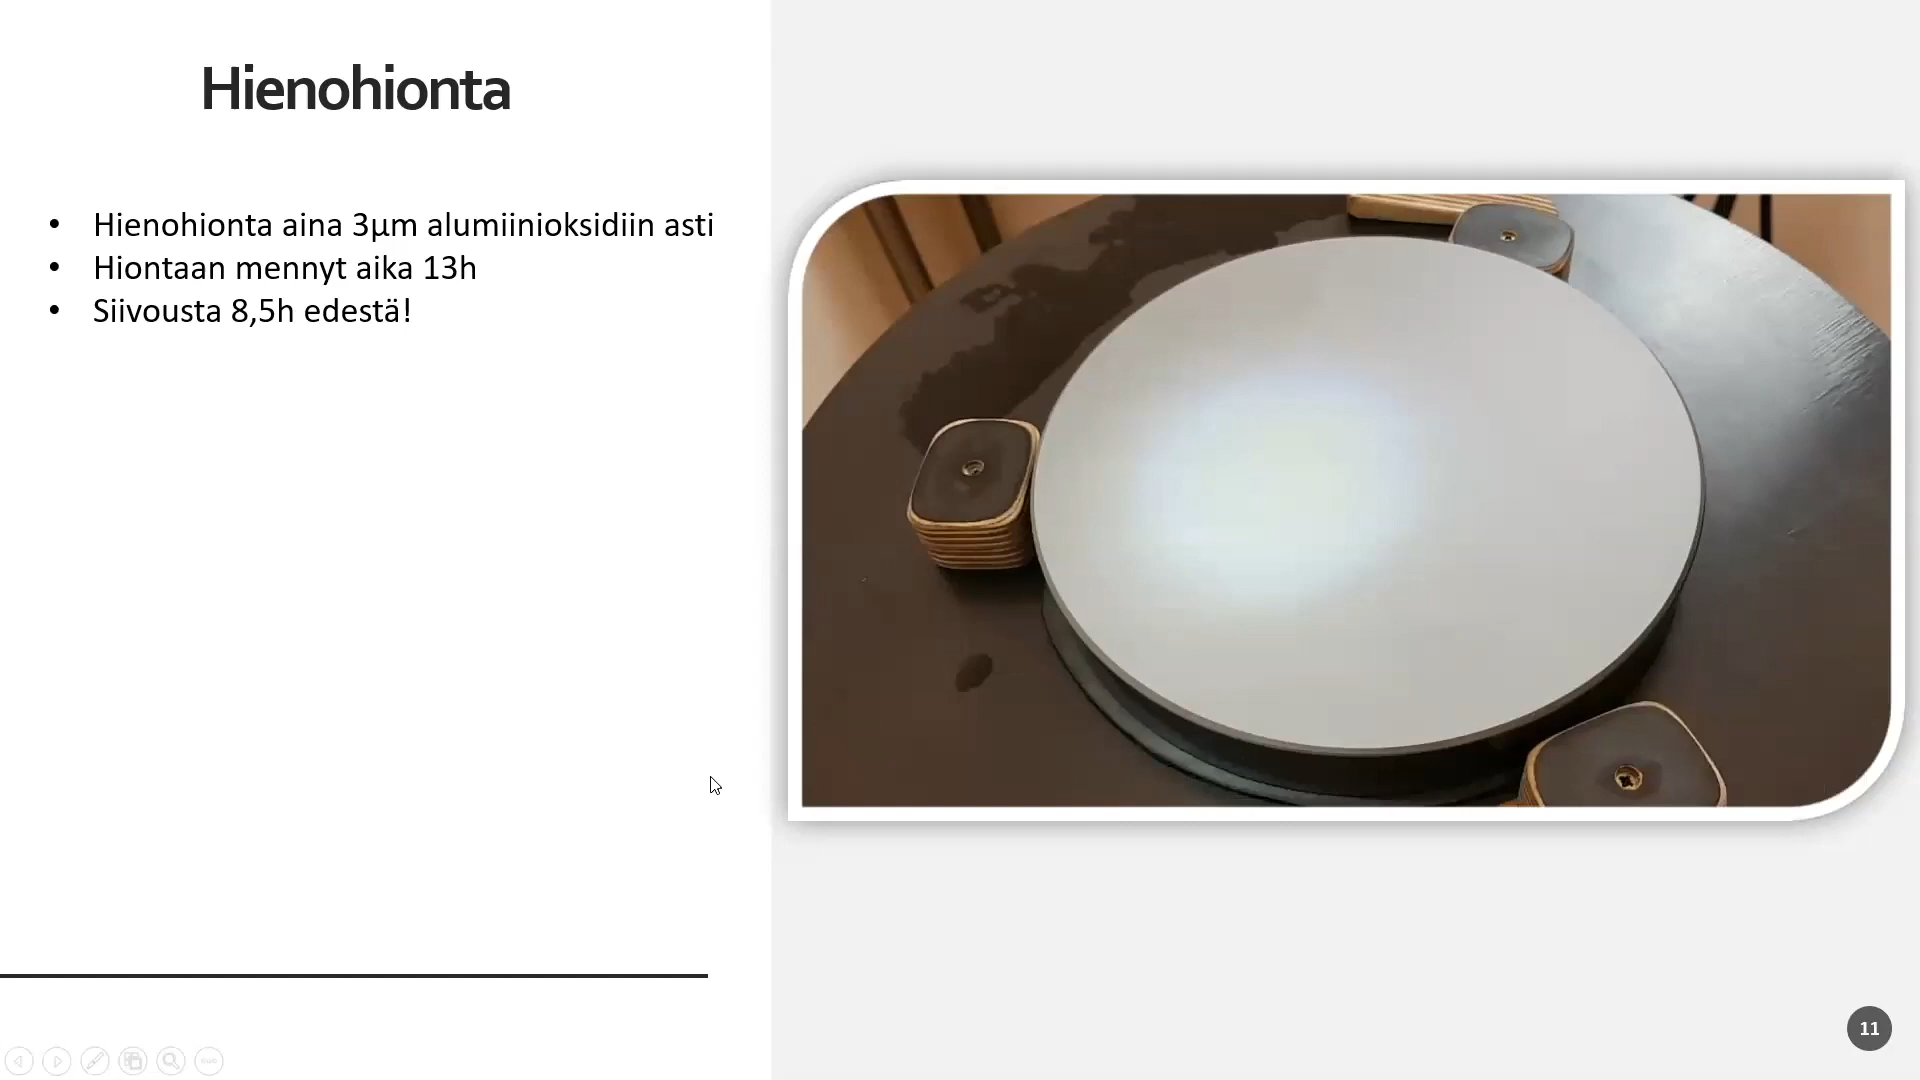 Hienohionta
• Hienohionta aina 3µm alumiinioksidiin asti
• Hiontaan mennyt aika 13h
• Siivousta 8,5h edestä!
11